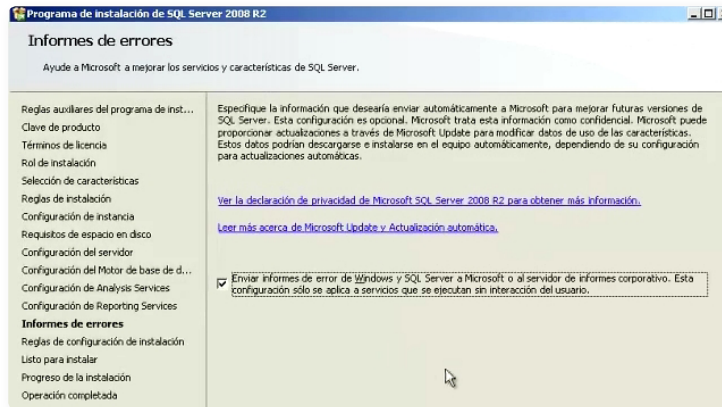 Programa de instalación de SQL Server 2008 R2
Informes de errores
Ayude a Microsoft a mejorar los servicios y características de SQL Server.
Reglas auxiliares del programa de inst...
Clave de producto
Términos de licencia
Rol de instalación
Selección de características
Reglas de instalación
Configuración de instancia
Requisitos de espacio en disco
Configuración del servidor
Configuración del Motor de base de d...
Configuración de Analysis Services
Configuración de Reporting Services
Informes de errores
Reglas de configuración de instalación
Listo para instalar
Progreso de la instalación
Operación completada
Especifique la información que desearía enviar automáticamente a Microsoft para mejorar futuras versiones de
SQL Server. Esta configuración es opcional. Microsoft trata esta información como confidencial. Microsoft puede
proporcionar actualizaciones a través de Microsoft Update para modificar datos de uso de las características.
Estos datos podrían descargarse e instalarse en el equipo automáticamente, dependiendo de su configuración
para actualizaciones automáticas.
Ver la declaración de privacidad de Microsoft SQL Server 2008 R2 para obtener más información.
Leer más acerca de Microsoft Update y Actualización automática.
Enviar informes de error de Windows y SQL Server a Microsoft o al servidor de informes corporativo. Esta
configuración sólo se aplica a servicios que se ejecutan sin interacción del usuario.